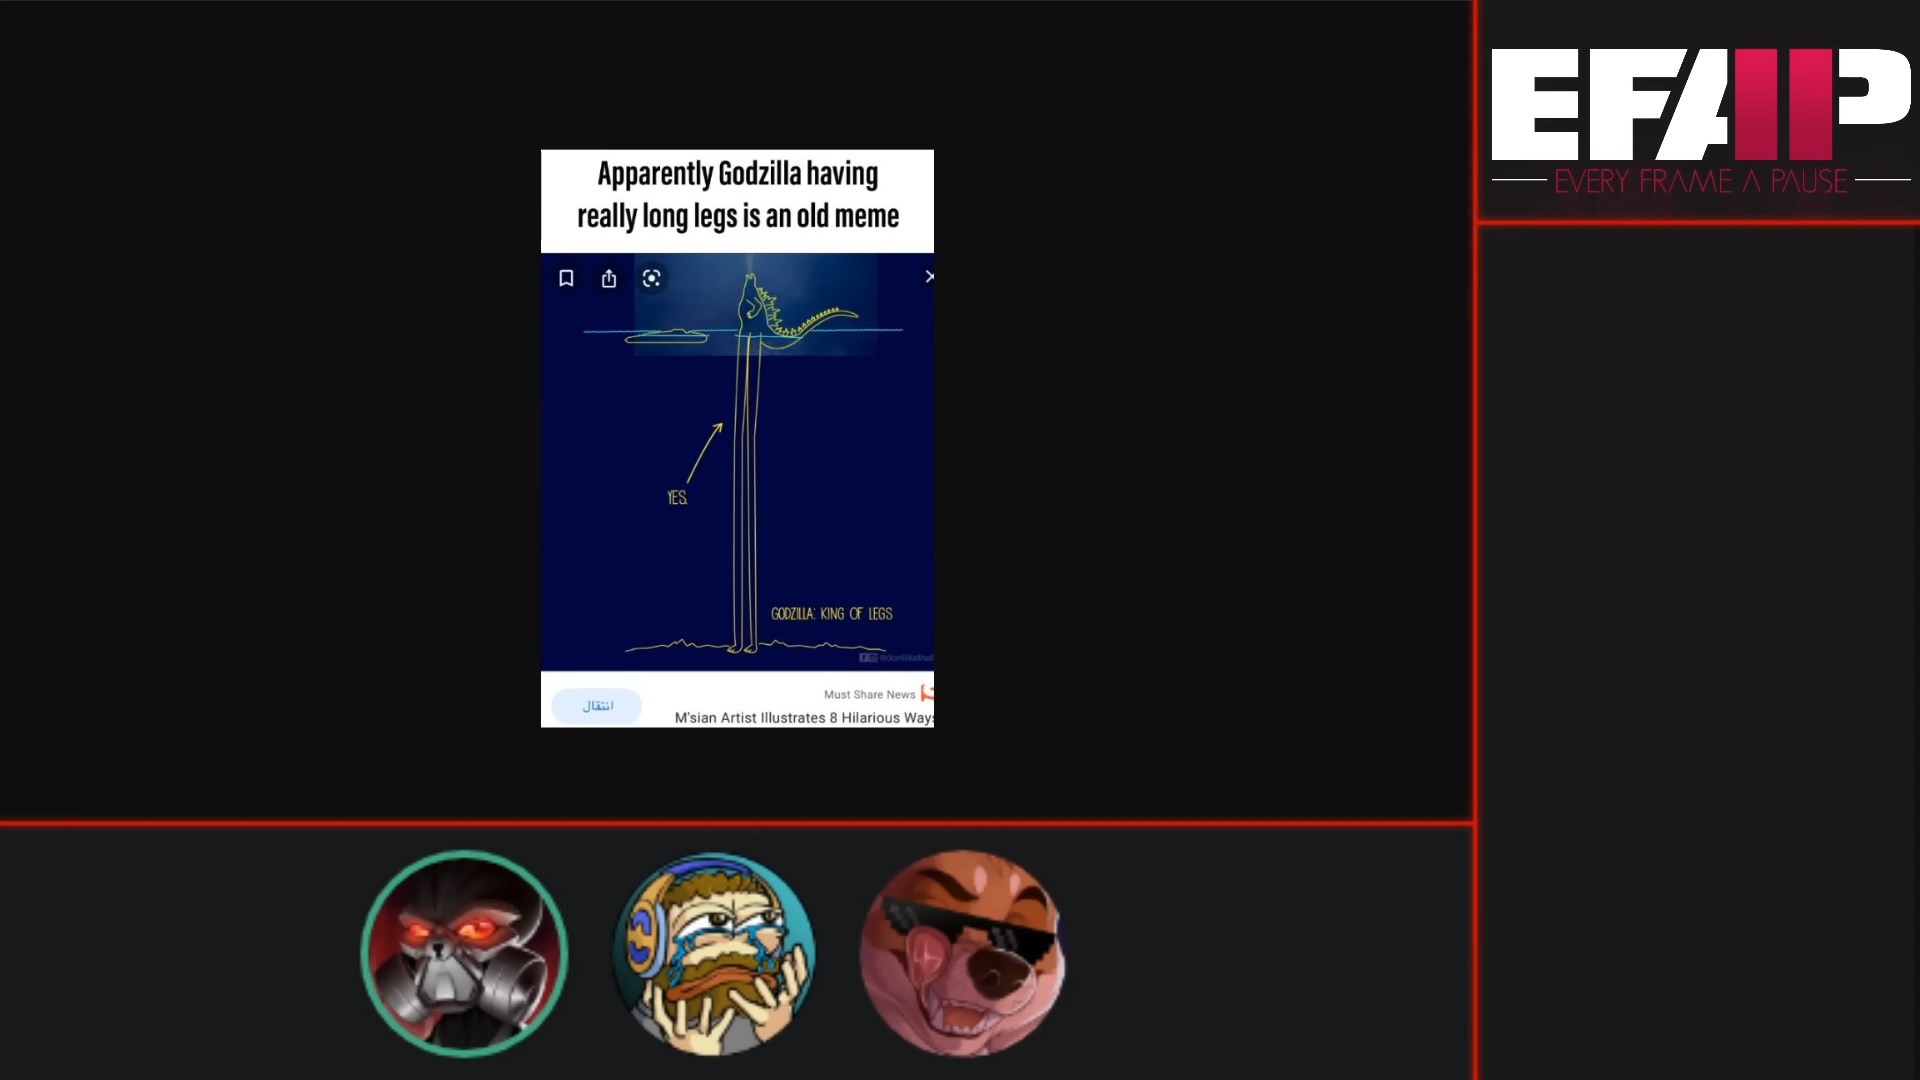 EFAP
EVERY FRAME A PAUSE
Apparently Godzilla having
really long legs is an old meme
YES.
GODZILLA: KING OF LEGS
Must Share News
انتقال
M'sian Artist Illustrates 8 Hilarious Ways